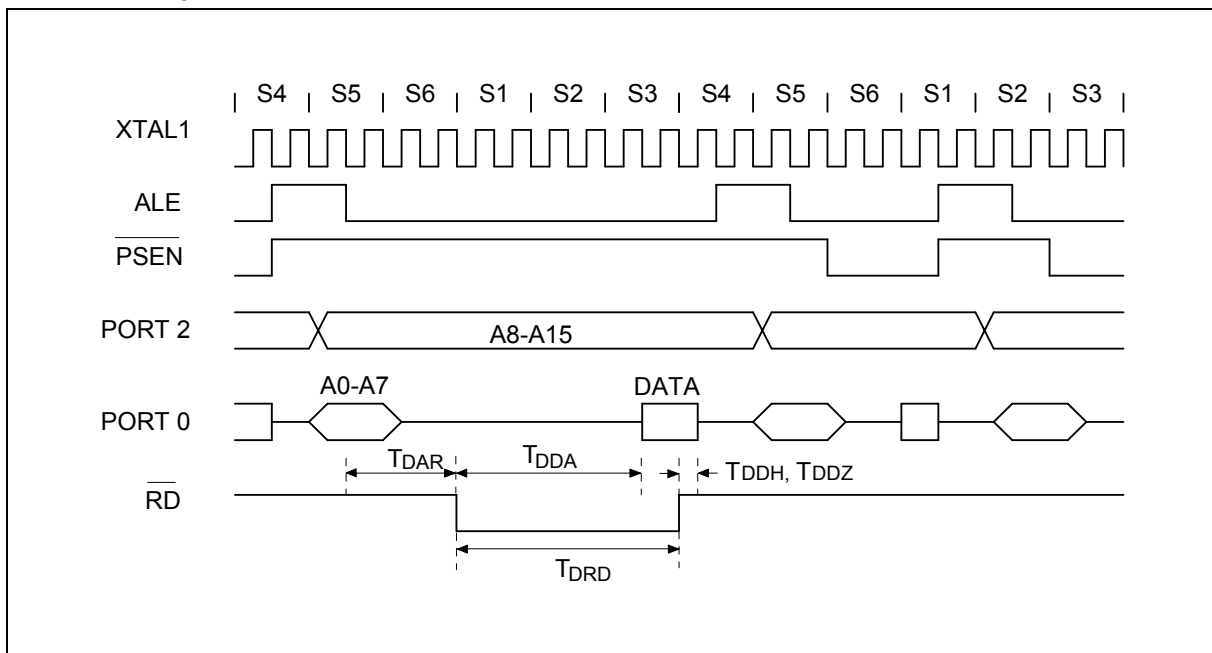 | S4 | S5 | S6 | S1 | S2 | S3 | S4 | S5 | S6 | S1 | S2 | S3 |
XTAL1
ALE
PSEN
PORT 2
A8-A15
A0-A7
DATA
PORT 0
TDAR
TDDA
TDDH, TDDZ
RD
TDRD